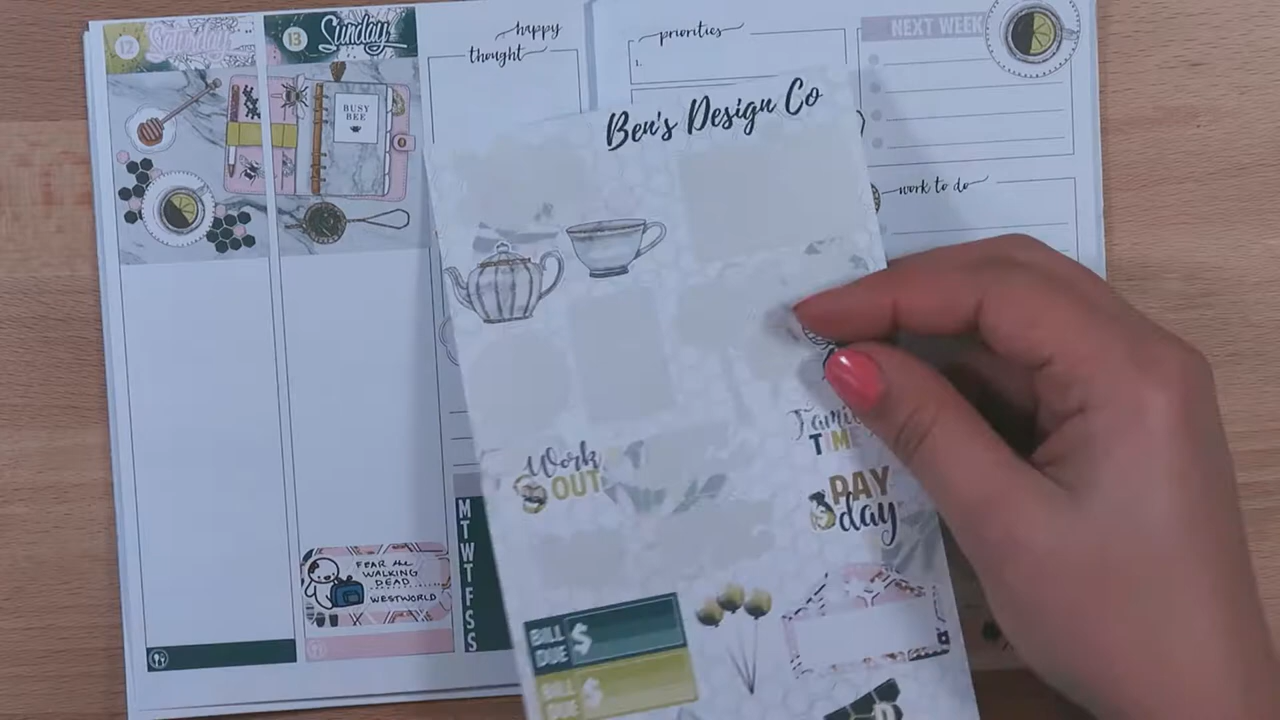 12 Saturday
13 Sunday
happy
thought
priorities
1.
NEXT WEEK
BUSY
BEE
Ben's Design Co
work to do
Work
OUT
TIME
PAY
day
FEAR the
WALKING
DEAD
WESTWORLD
M
T
W
T
F
S
S
BILL
DUE $
BILL
DUE $